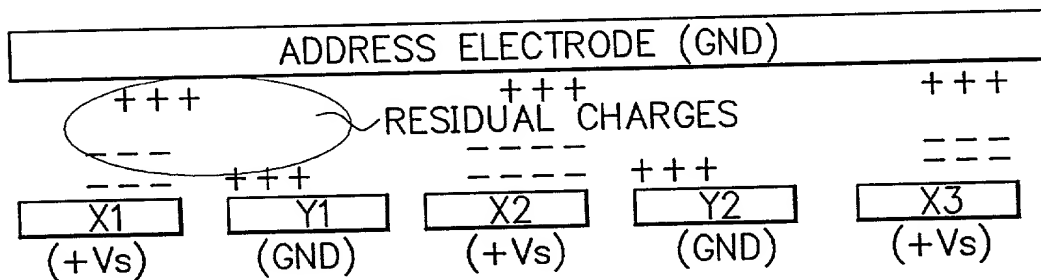 ADDRESS ELECTRODE (GND)
+++ +++ +++
RESIDUAL CHARGES
--- ---- ---
--- +++ ---- +++ ---
X1 Y1 X2 Y2 X3
(+Vs) (GND) (+Vs) (GND) (+Vs)